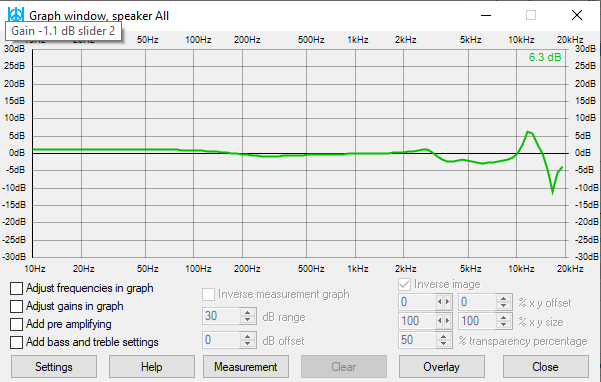 Graph window, speaker All
Gain -1.1 dB slider 2
50Hz 100Hz 200Hz 500Hz 1kHz 2kHz 5kHz 10kHz 20kHz
6.3 dB
30dB 30dB
25dB 25dB
20dB 20dB
15dB 15dB
10dB 10dB
5dB 5dB
0dB 0dB
-5dB -5dB
-10dB -10dB
-15dB -15dB
-20dB -20dB
-25dB -25dB
-30dB -30dB
10Hz 20Hz 50Hz 100Hz 200Hz 500Hz 1kHz 2kHz 5kHz 10kHz 20kHz
Adjust frequencies in graph
Adjust gains in graph
Add pre amplifying
Add bass and treble settings
Inverse measurement graph
30 dB range
0 dB offset
Inverse image
0 0 % x y offset
100 100 % x y size
50 % transparency percentage
Settings Help Measurement Clear Overlay Close